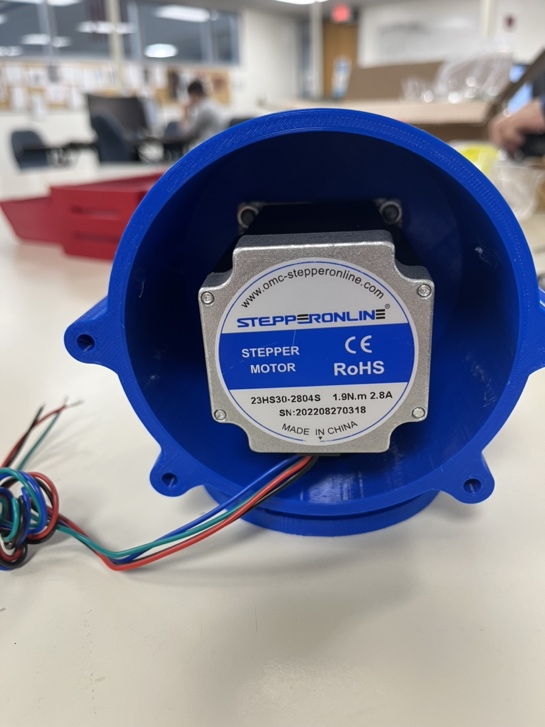 www.omc-stepperonline.com
STEPPERONLINE®
STEPPER
MOTOR
CE
RoHS
23HS30-2804S 1.9N.m 2.8A
SN:202208270318
MADE IN CHINA